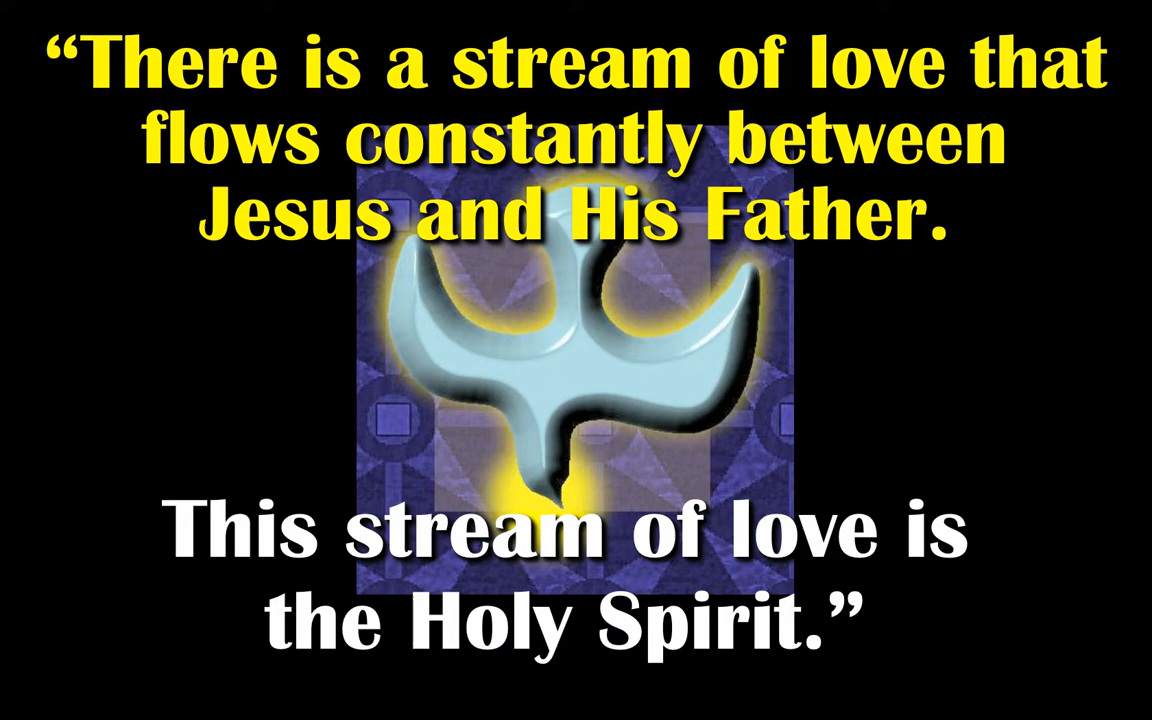 “There is a stream of love that
flows constantly between
Jesus and His Father.
This stream of love is
the Holy Spirit.”